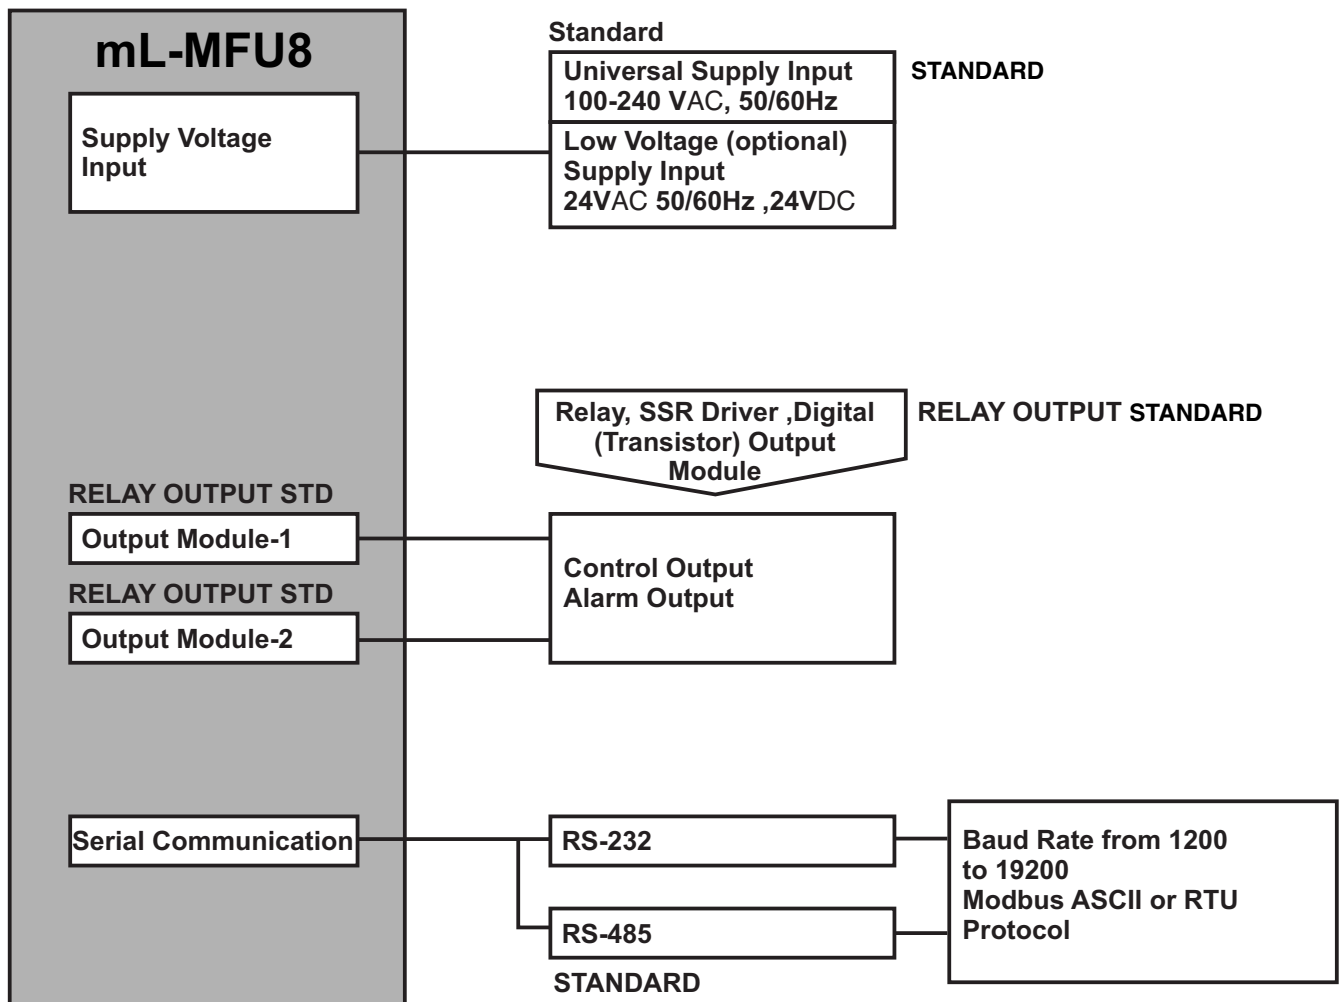 mL-MFU8
Supply Voltage
Input
Standard
Universal Supply Input
100-240 VAC, 50/60Hz
STANDARD
Low Voltage (optional)
Supply Input
24VAC 50/60Hz ,24VDC
Relay, SSR Driver ,Digital
(Transistor) Output
Module
RELAY OUTPUT STANDARD
RELAY OUTPUT STD
Output Module-1
RELAY OUTPUT STD
Output Module-2
Control Output
Alarm Output
Serial Communication
RS-232
RS-485
STANDARD
Baud Rate from 1200
to 19200
Modbus ASCII or RTU
Protocol